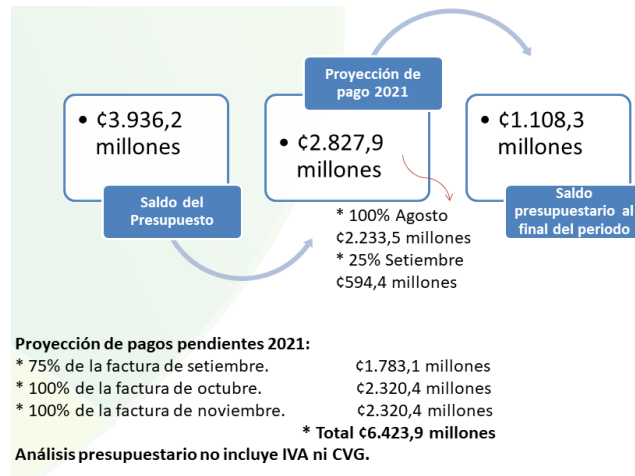 • ₵3.936,2
millones
Saldo del
Presupuesto
Proyección de
pago 2021
• ₵2.827,9
millones
* 100% Agosto
₵2.233,5 millones
* 25% Setiembre
₵594,4 millones
• ₵1.108,3
millones
Saldo
presupuestario al
final del periodo
Proyección de pagos pendientes 2021:
* 75% de la factura de setiembre. ₵1.783,1 millones
* 100% de la factura de octubre. ₵2.320,4 millones
* 100% de la factura de noviembre. ₵2.320,4 millones
* Total ₵6.423,9 millones
Análisis presupuestario no incluye IVA ni CVG.